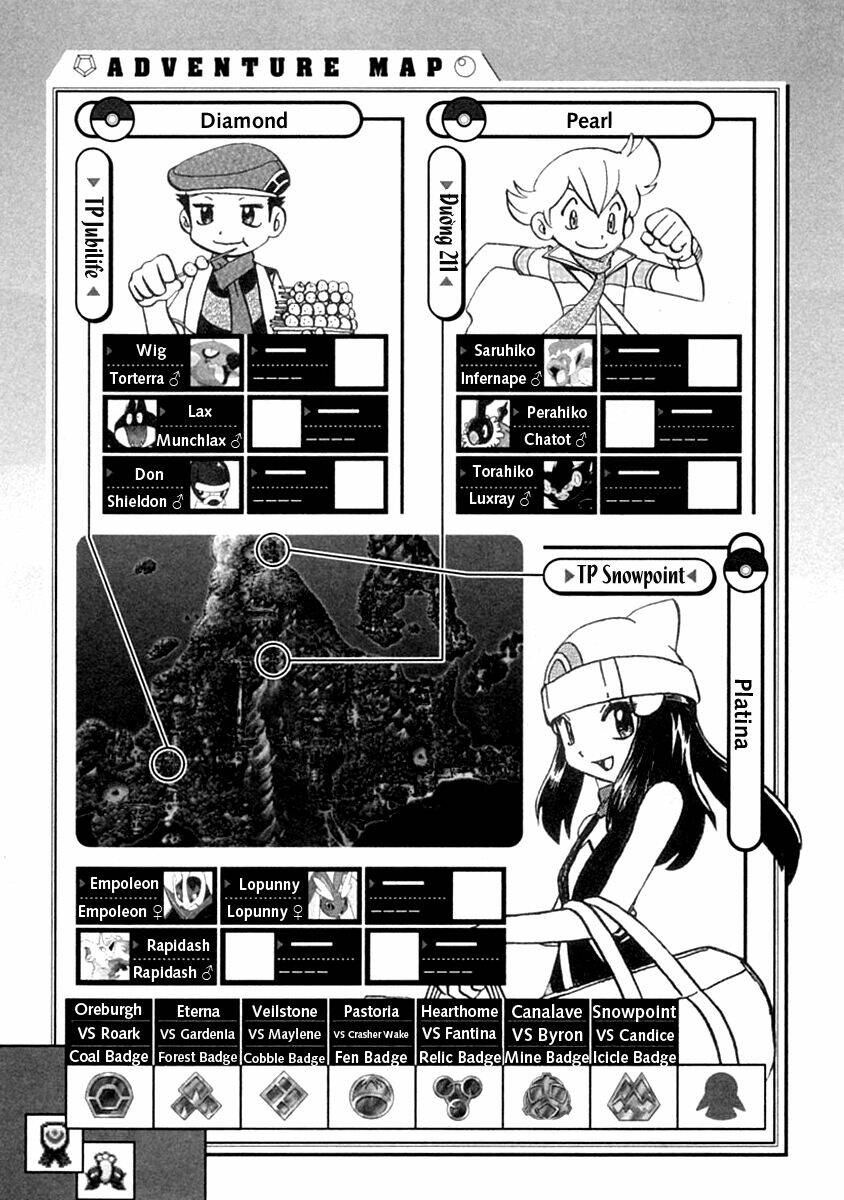 ADVENTURE MAP
Diamond
TP Jubilife
Wig
Torterra ♂
Lax
Munchlax ♂
Don
Shieldon ♂
Pearl
Đường 211
Saruhiko
Infernape ♂
Perahiko
Chatot ♂
Torahiko
Luxray ♂
TP Snowpoint
Platina
Empoleon
Empoleon ♀
Lopunny
Lopunny ♀
Rapidash
Rapidash ♂
Oreburgh
VS Roark
Coal Badge
Eterna
VS Gardenia
Forest Badge
Veilstone
VS Maylene
Cobble Badge
Pastoria
VS Crasher Wake
Fen Badge
Hearthome
VS Fantina
Relic Badge
Canalave
VS Byron
Mine Badge
Snowpoint
VS Candice
Icicle Badge